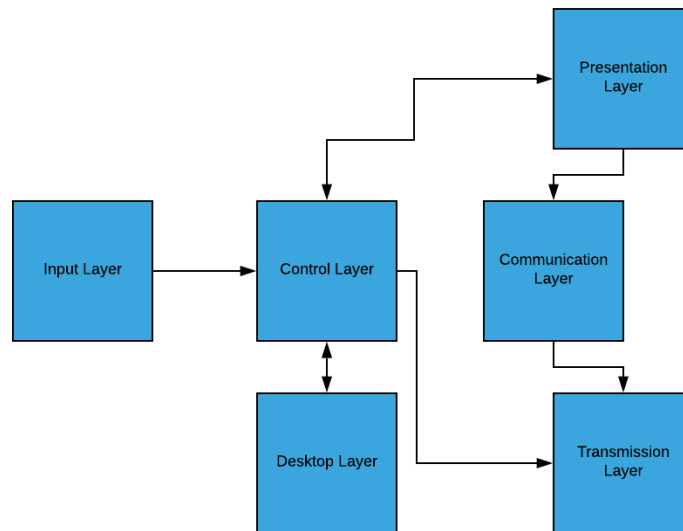 Presentation
Layer
Input Layer
Control Layer
Communication
Layer
Desktop Layer
Transmission
Layer